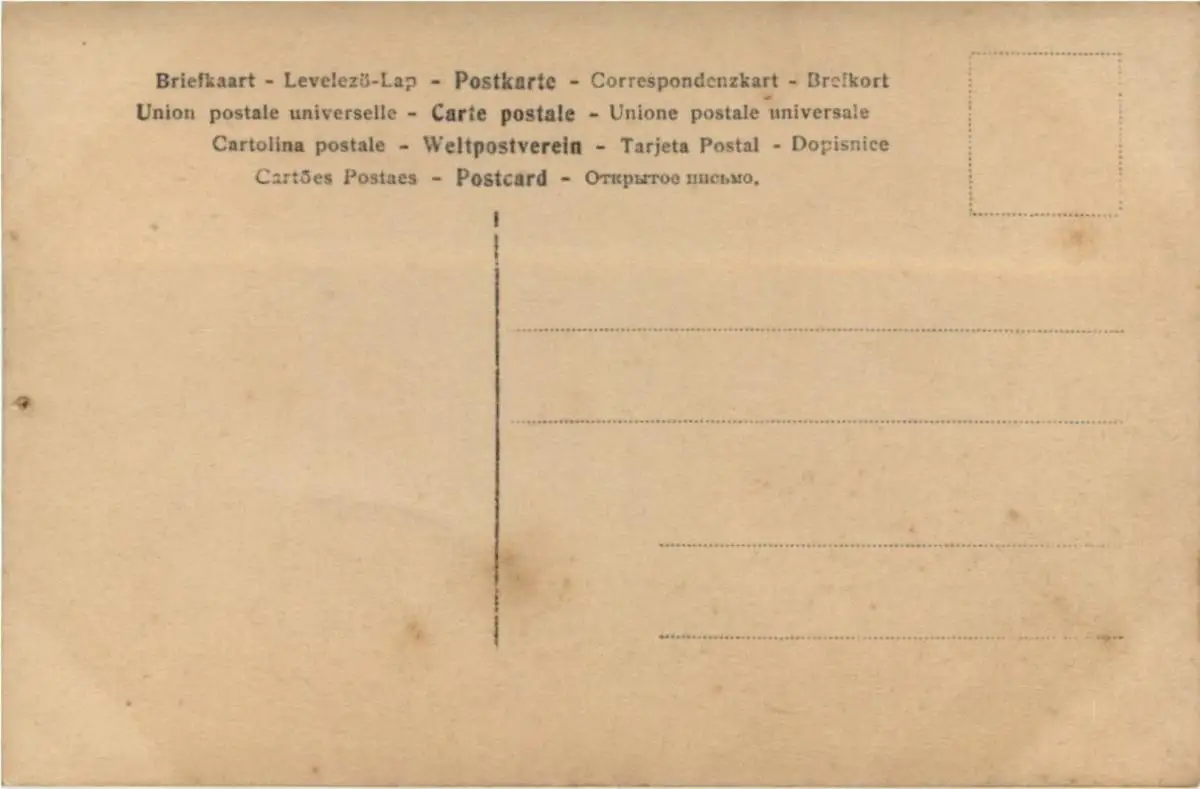 Briefkaart - Levelező-Lap - Postkarte - Correspondenzkart - Brefkort
Union postale universelle - Carte postale - Unione postale universale
Cartolina postale - Weltpostverein - Tarjeta Postal - Dopisnice
Cartões Postaes - Postcard - Открытое письмо.